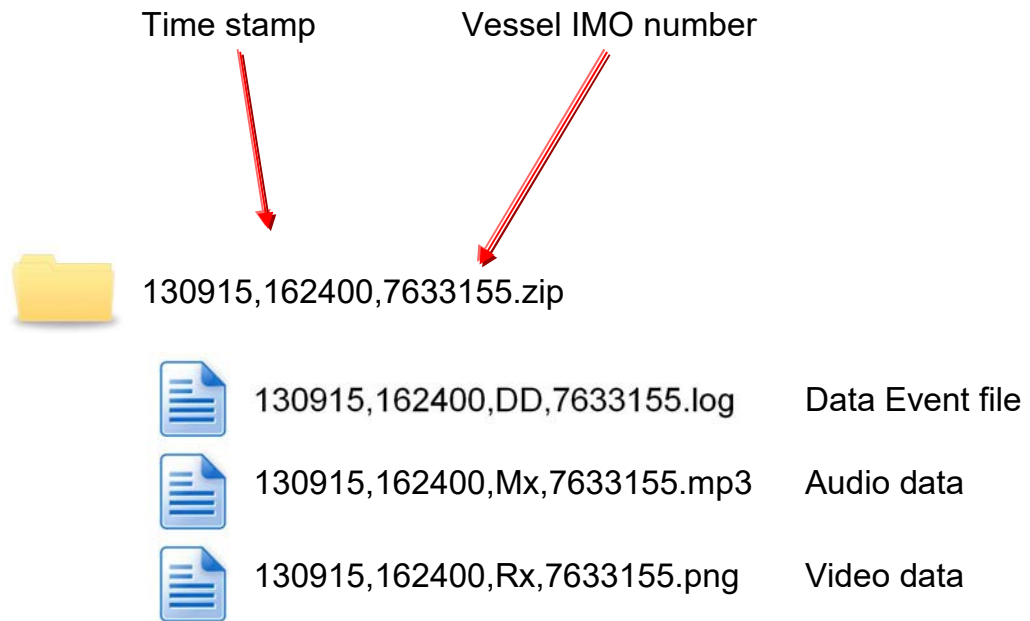 Time stamp Vessel IMO number
130915,162400,7633155.zip
130915,162400,DD,7633155.log Data Event file
130915,162400,Mx,7633155.mp3 Audio data
130915,162400,Rx,7633155.png Video data